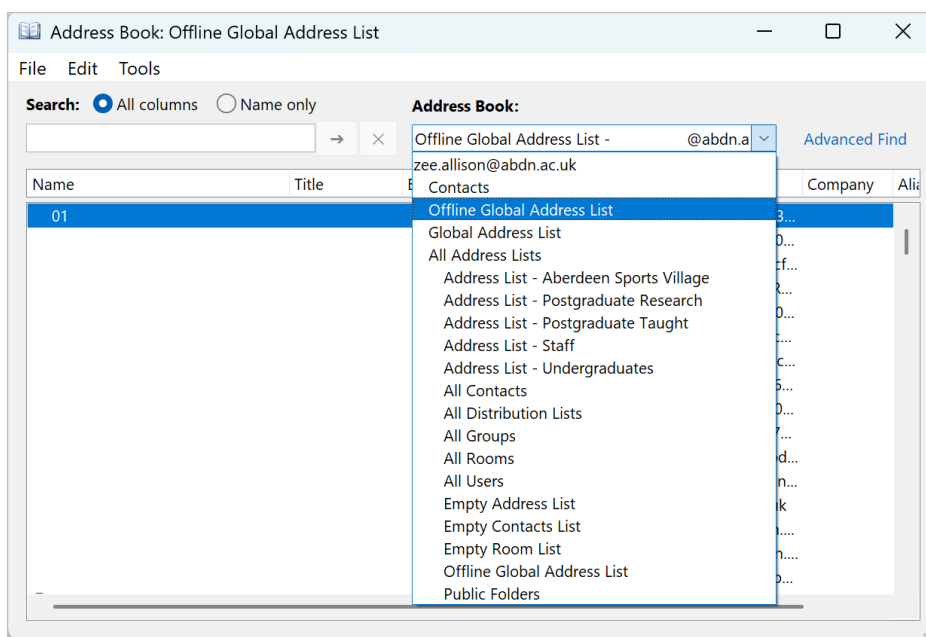 Address Book: Offline Global Address List
File Edit Tools
Search: All columns Name only
Address Book:
Offline Global Address List - @abdn.a
Advanced Find
Name Title Company
01
zee.allison@abdn.ac.uk
Contacts
Offline Global Address List
Global Address List
All Address Lists
Address List - Aberdeen Sports Village
Address List - Postgraduate Research
Address List - Postgraduate Taught
Address List - Staff
Address List - Undergraduates
All Contacts
All Distribution Lists
All Groups
All Rooms
All Users
Empty Address List
Empty Contacts List
Empty Room List
Offline Global Address List
Public Folders